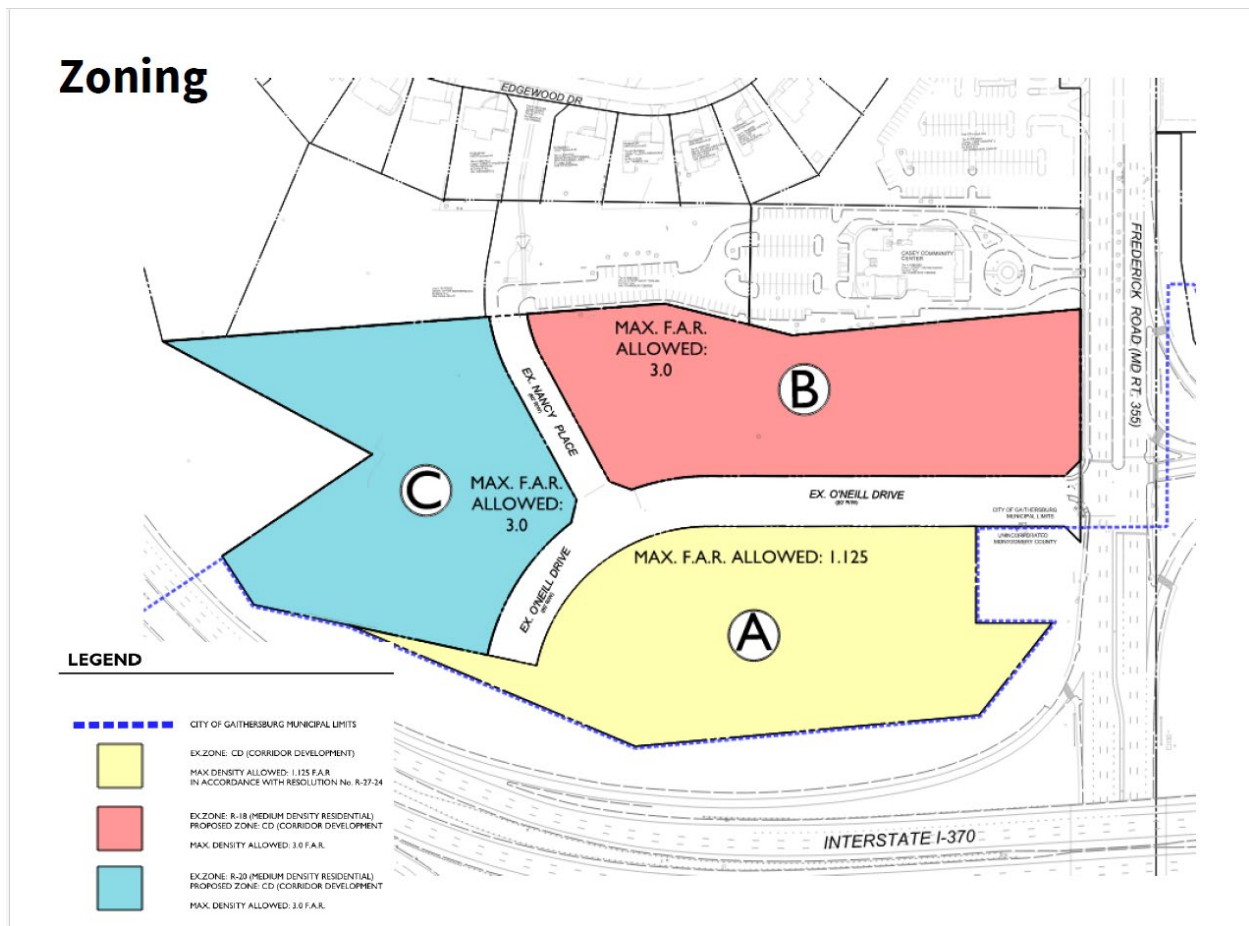 Zoning
EDGEWOOD DR
CASEY COMMUNITY
CENTER
FREDERICK ROAD (MD RT. 355)
MAX. F.A.R.
ALLOWED:
3.0
B
EX. NANCY PLACE
(60' R/W)
C
MAX. F.A.R.
ALLOWED:
3.0
EX. O'NEILL DRIVE
CITY OF GAITHERSBURG
MUNICIPAL LIMITS
UNINCORPORATED
MONTGOMERY COUNTY
MAX. F.A.R. ALLOWED: 1.125
EX. O'NEILL DRIVE
A
INTERSTATE I-370
LEGEND
CITY OF GAITHERSBURG MUNICIPAL LIMITS
EX.ZONE: CD (CORRIDOR DEVELOPMENT)
MAX DENSITY ALLOWED: 1.125 F.A.R
IN ACCORDANCE WITH RESOLUTION No. R-27-24
EX.ZONE: R-18 (MEDIUM DENSITY RESIDENTIAL)
PROPOSED ZONE: CD (CORRIDOR DEVELOPMENT
MAX. DENSITY ALLOWED: 3.0 F.A.R.
EX.ZONE: R-20 (MEDIUM DENSITY RESIDENTIAL)
PROPOSED ZONE: CD (CORRIDOR DEVELOPMENT
MAX. DENSITY ALLOWED: 3.0 F.A.R.